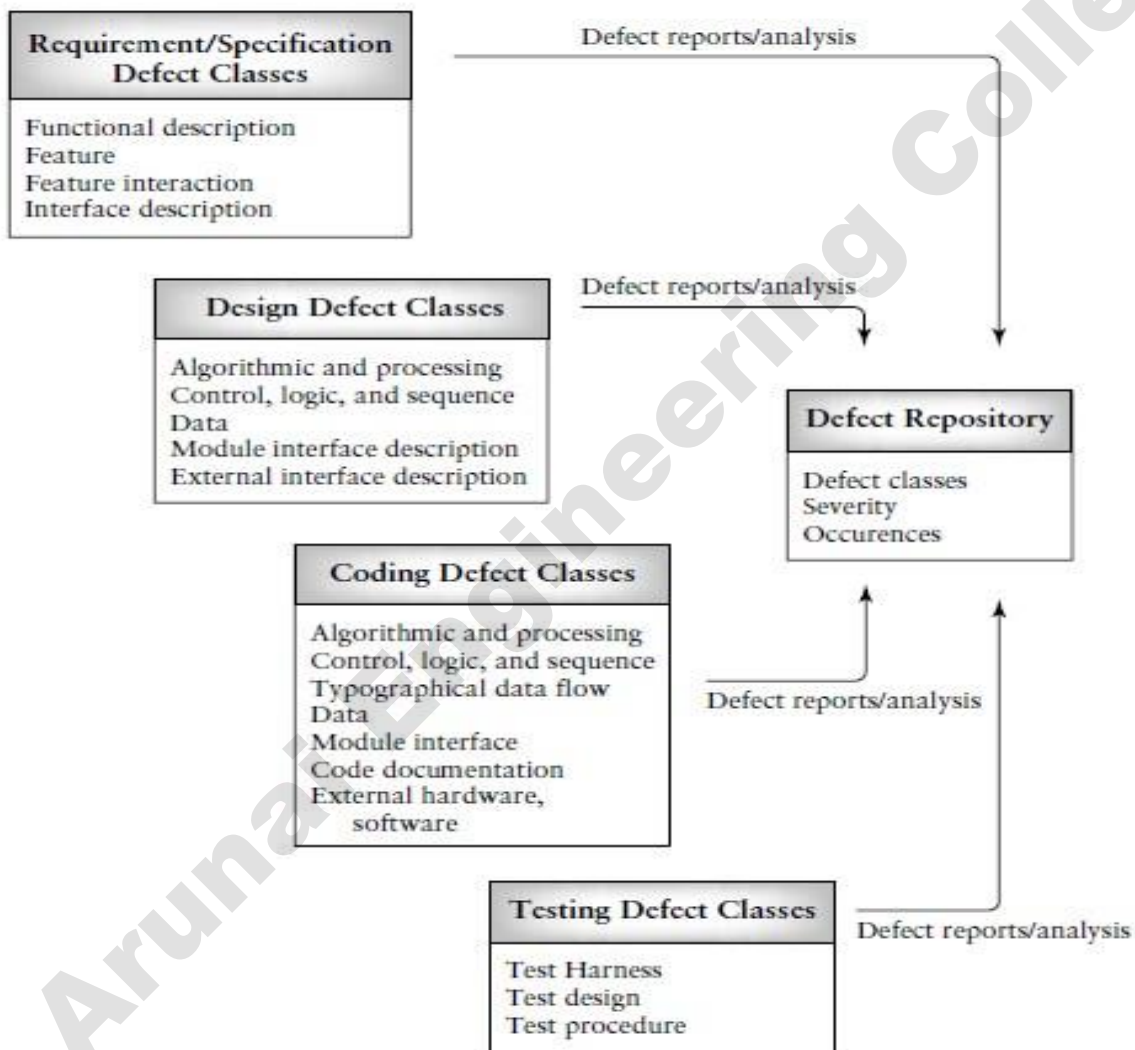 Requirement/Specification
Defect Classes
Functional description
Feature
Feature interaction
Interface description
Defect reports/analysis
Design Defect Classes
Algorithmic and processing
Control, logic, and sequence
Data
Module interface description
External interface description
Defect reports/analysis
Defect Repository
Defect classes
Severity
Occurences
Coding Defect Classes
Algorithmic and processing
Control, logic, and sequence
Typographical data flow
Data
Module interface
Code documentation
External hardware,
software
Defect reports/analysis
Testing Defect Classes
Test Harness
Test design
Test procedure
Defect reports/analysis
Arunai Engineering Colle